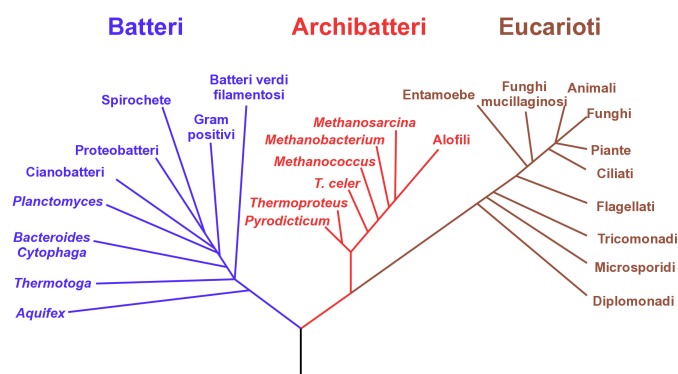 Batteri
Archibatteri
Eucarioti
Batteri verdi
filamentosi
Spirochete
Gram
positivi
Proteobatteri
Cianobatteri
Planctomyces
Bacteroides
Cytophaga
Thermotoga
Aquifex
Methanosarcina
Methanobacterium
Alofili
Methanococcus
T. celer
Thermoproteus
Pyrodicticum
Entamoebe
Funghi
mucillaginosi
Animali
Funghi
Piante
Ciliati
Flagellati
Tricomonadi
Microsporidi
Diplomonadi